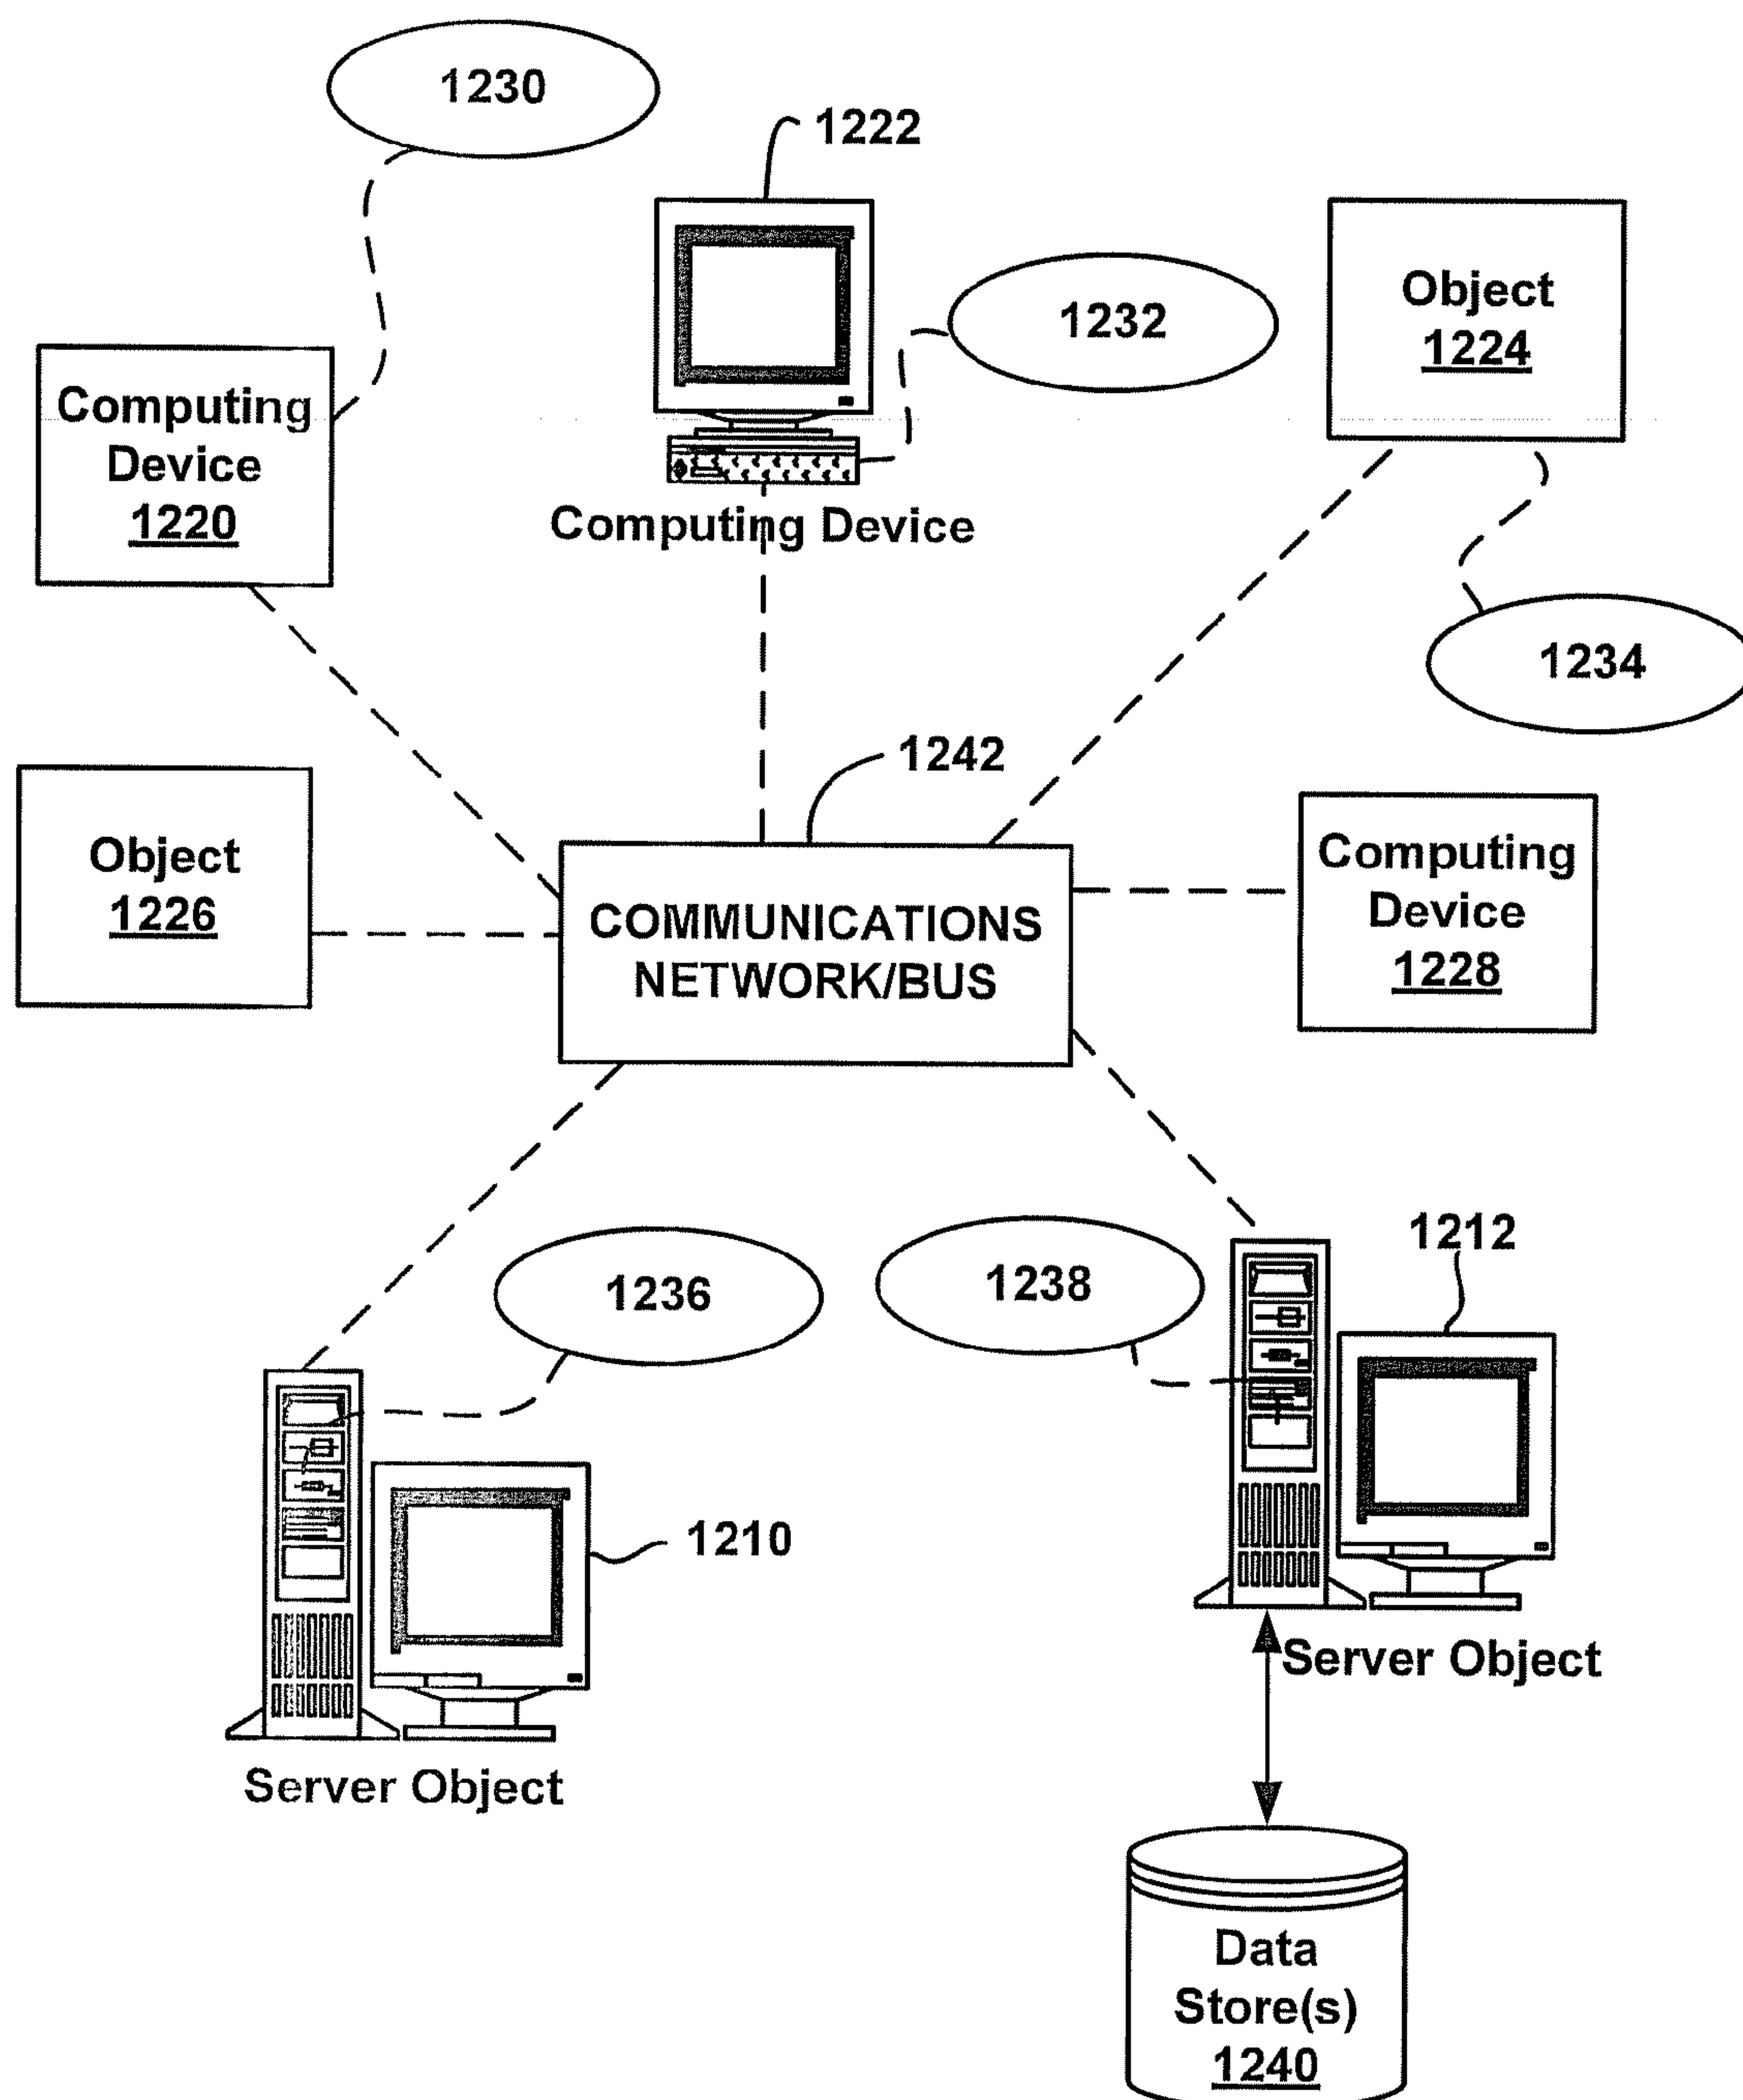 1230
1222
1232
Object
1224
Computing
Device
1220
Computing Device
1234
1242
Object
1226
COMMUNICATIONS
NETWORK/BUS
Computing
Device
1228
1236
1238
1212
1210
Server Object
Server Object
Data
Store(s)
1240